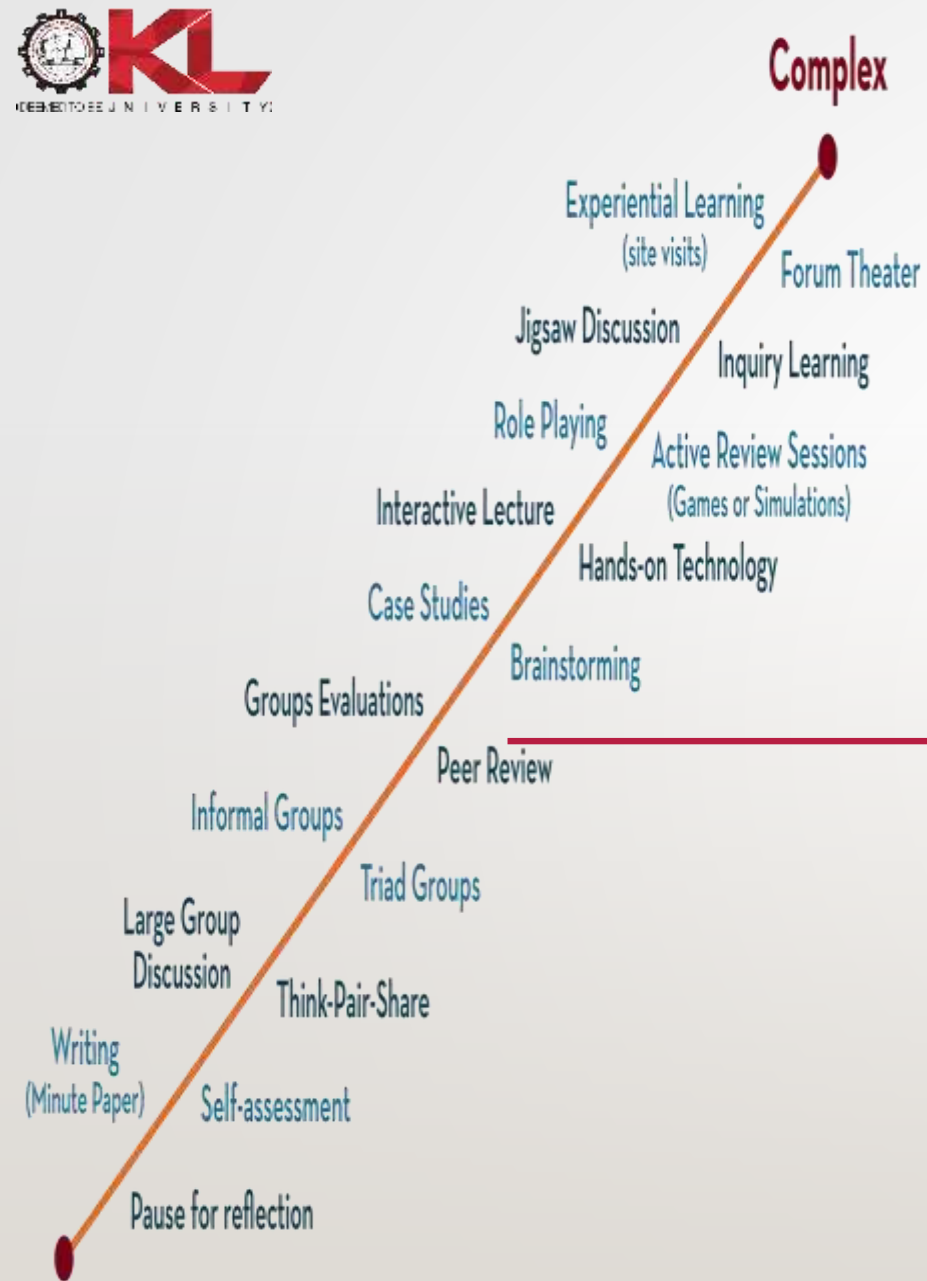 KL
UNIVERSITY
Complex
Experiential Learning
(site visits)
Forum Theater
Jigsaw Discussion
Inquiry Learning
Role Playing
Active Review Sessions
(Games or Simulations)
Interactive Lecture
Hands-on Technology
Case Studies
Brainstorming
Groups Evaluations
Peer Review
Informal Groups
Triad Groups
Large Group
Discussion
Think-Pair-Share
Writing
(Minute Paper)
Self-assessment
Pause for reflection